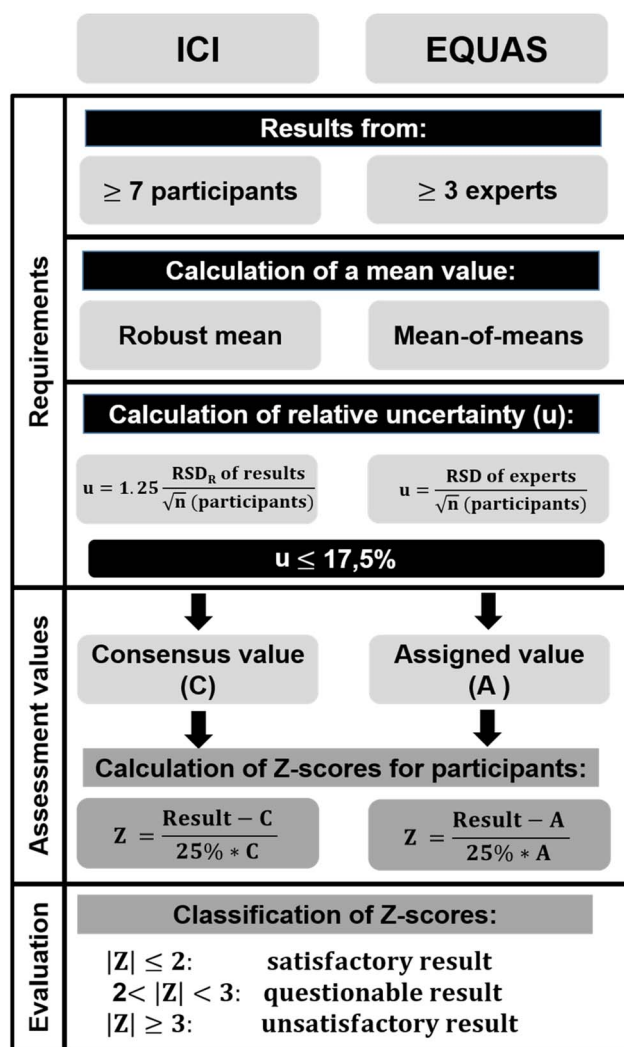 ICI EQUAS
Requirements
Results from:
≥ 7 participants ≥ 3 experts
Calculation of a mean value:
Robust mean Mean-of-means
Calculation of relative uncertainty (u):
u = 1.25 RSD_R of results / √n (participants) u = RSD of experts / √n (participants)
u ≤ 17,5%
Assessment values
Consensus value Assigned value
(C) (A )
Calculation of Z-scores for participants:
Z = Result − C / 25% * C Z = Result − A / 25% * A
Evaluation
Classification of Z-scores:
|Z| ≤ 2: satisfactory result
2< |Z| < 3: questionable result
|Z| ≥ 3: unsatisfactory result